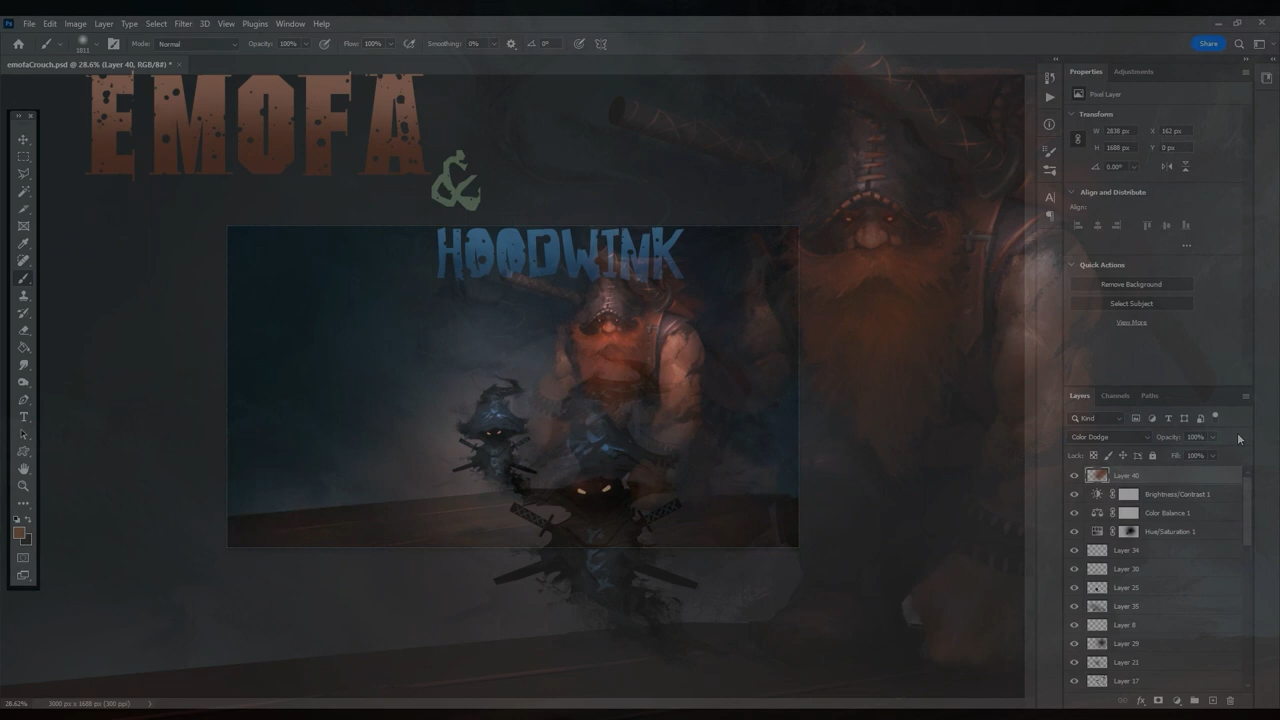 Ps File Edit Image Layer Type Select Filter 3D View Plugins Window Help
1811 Mode: Normal Opacity: 100% Flow: 100% Smoothing: 0% 0° Share
emofaCrouch.psd @ 28.6% (Layer 40, RGB/8#) *
EMOFA
&
HOODWINK
Properties Adjustments
Pixel Layer
Transform
W 2838 px X 162 px
H 1688 px Y 0 px
0.00°
Align and Distribute
Align:
Quick Actions
Remove Background
Select Subject
View More
Layers Channels Paths
Kind
Color Dodge Opacity: 100%
Lock: Fill: 100%
Layer 40
Brightness/Contrast 1
Color Balance 1
Hue/Saturation 1
Layer 34
Layer 30
Layer 25
Layer 35
Layer 8
Layer 29
Layer 21
Layer 17
28.62% 3000 px x 1688 px (300 ppi)